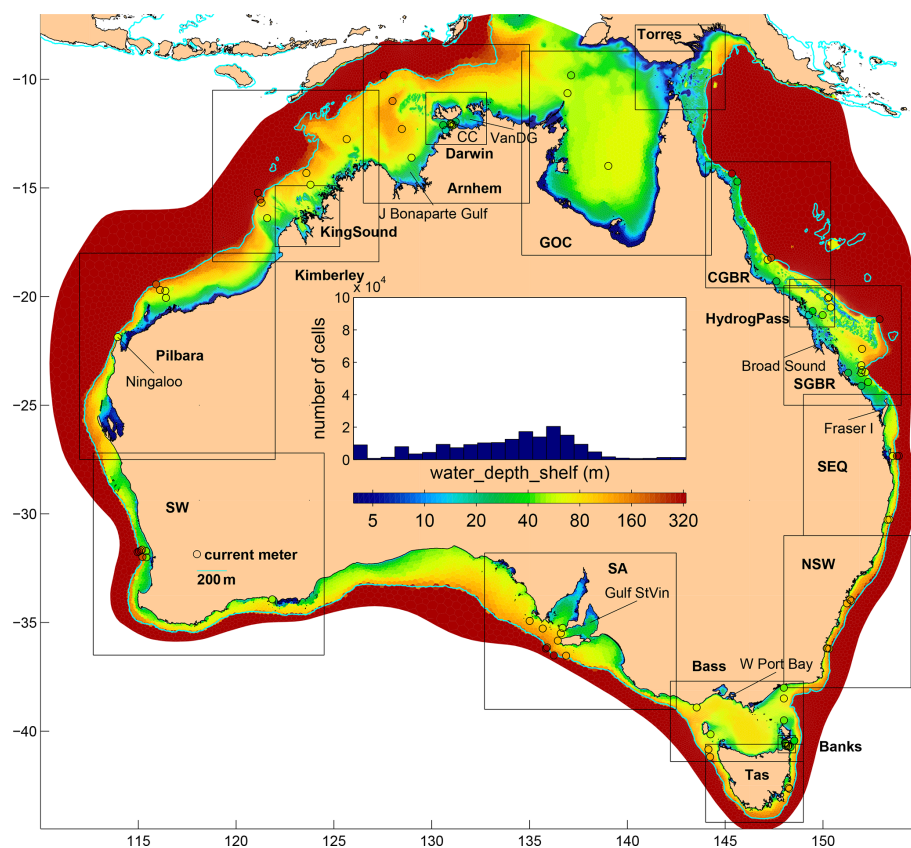 Torres
−10
CC
VanDG
Darwin
−15
Arnhem
J Bonaparte Gulf
KingSound
GOC
Kimberley
CGBR
−20
HydrogPass
Pilbara
Ningaloo
Broad Sound
SGBR
−25
Fraser I
SEQ
x 10^4
10
8
6
4
2
0
number of cells
water_depth_shelf (m)
5 10 20 40 80 160 320
SW
−30
current meter
200 m
NSW
SA
Gulf StVin
−35
Bass
W Port Bay
−40
Banks
Tas
115 120 125 130 135 140 145 150